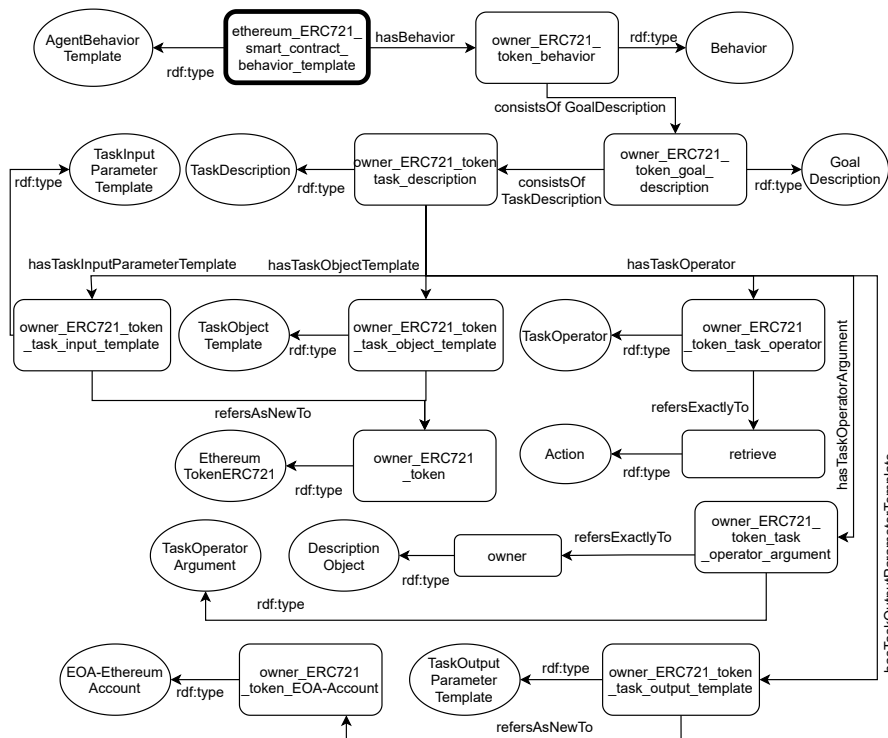 AgentBehavior
Template
rdf:type
ethereum_ERC721_
smart_contract_
behavior_template
hasBehavior
owner_ERC721_
token_behavior
rdf:type
Behavior
consistsOf GoalDescription
TaskInput
Parameter
Template
rdf:type
TaskDescription
rdf:type
owner_ERC721_token
task_description
consistsOf
TaskDescription
owner_ERC721_
token_goal_
description
rdf:type
Goal
Description
hasTaskInputParameterTemplate
hasTaskObjectTemplate
hasTaskOperator
owner_ERC721_token
_task_input_template
TaskObject
Template
rdf:type
owner_ERC721_token
_task_object_template
TaskOperator
rdf:type
owner_ERC721
_token_task_operator
hasTaskOperatorArgument
refersAsNewTo
refersExactlyTo
Ethereum
TokenERC721
rdf:type
owner_ERC721
_token
Action
rdf:type
retrieve
hasTaskOutputParameterTemplate
TaskOperator
Argument
rdf:type
Description
Object
rdf:type
owner
refersExactlyTo
owner_ERC721_
token_task
_operator_argument
EOA-Ethereum
Account
rdf:type
owner_ERC721
_token_EOA-Account
TaskOutput
Parameter
Template
rdf:type
owner_ERC721_token
_task_output_template
refersAsNewTo